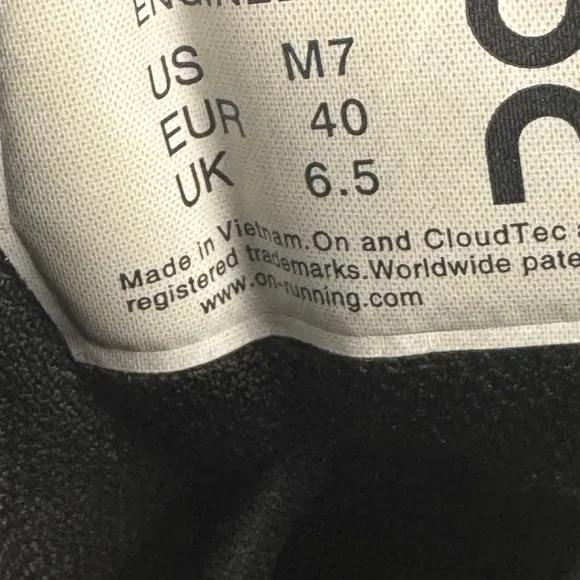 US M7
EUR 40
UK 6.5
Made in Vietnam.On and CloudTec
registered trademarks.Worldwide
www.on-running.com